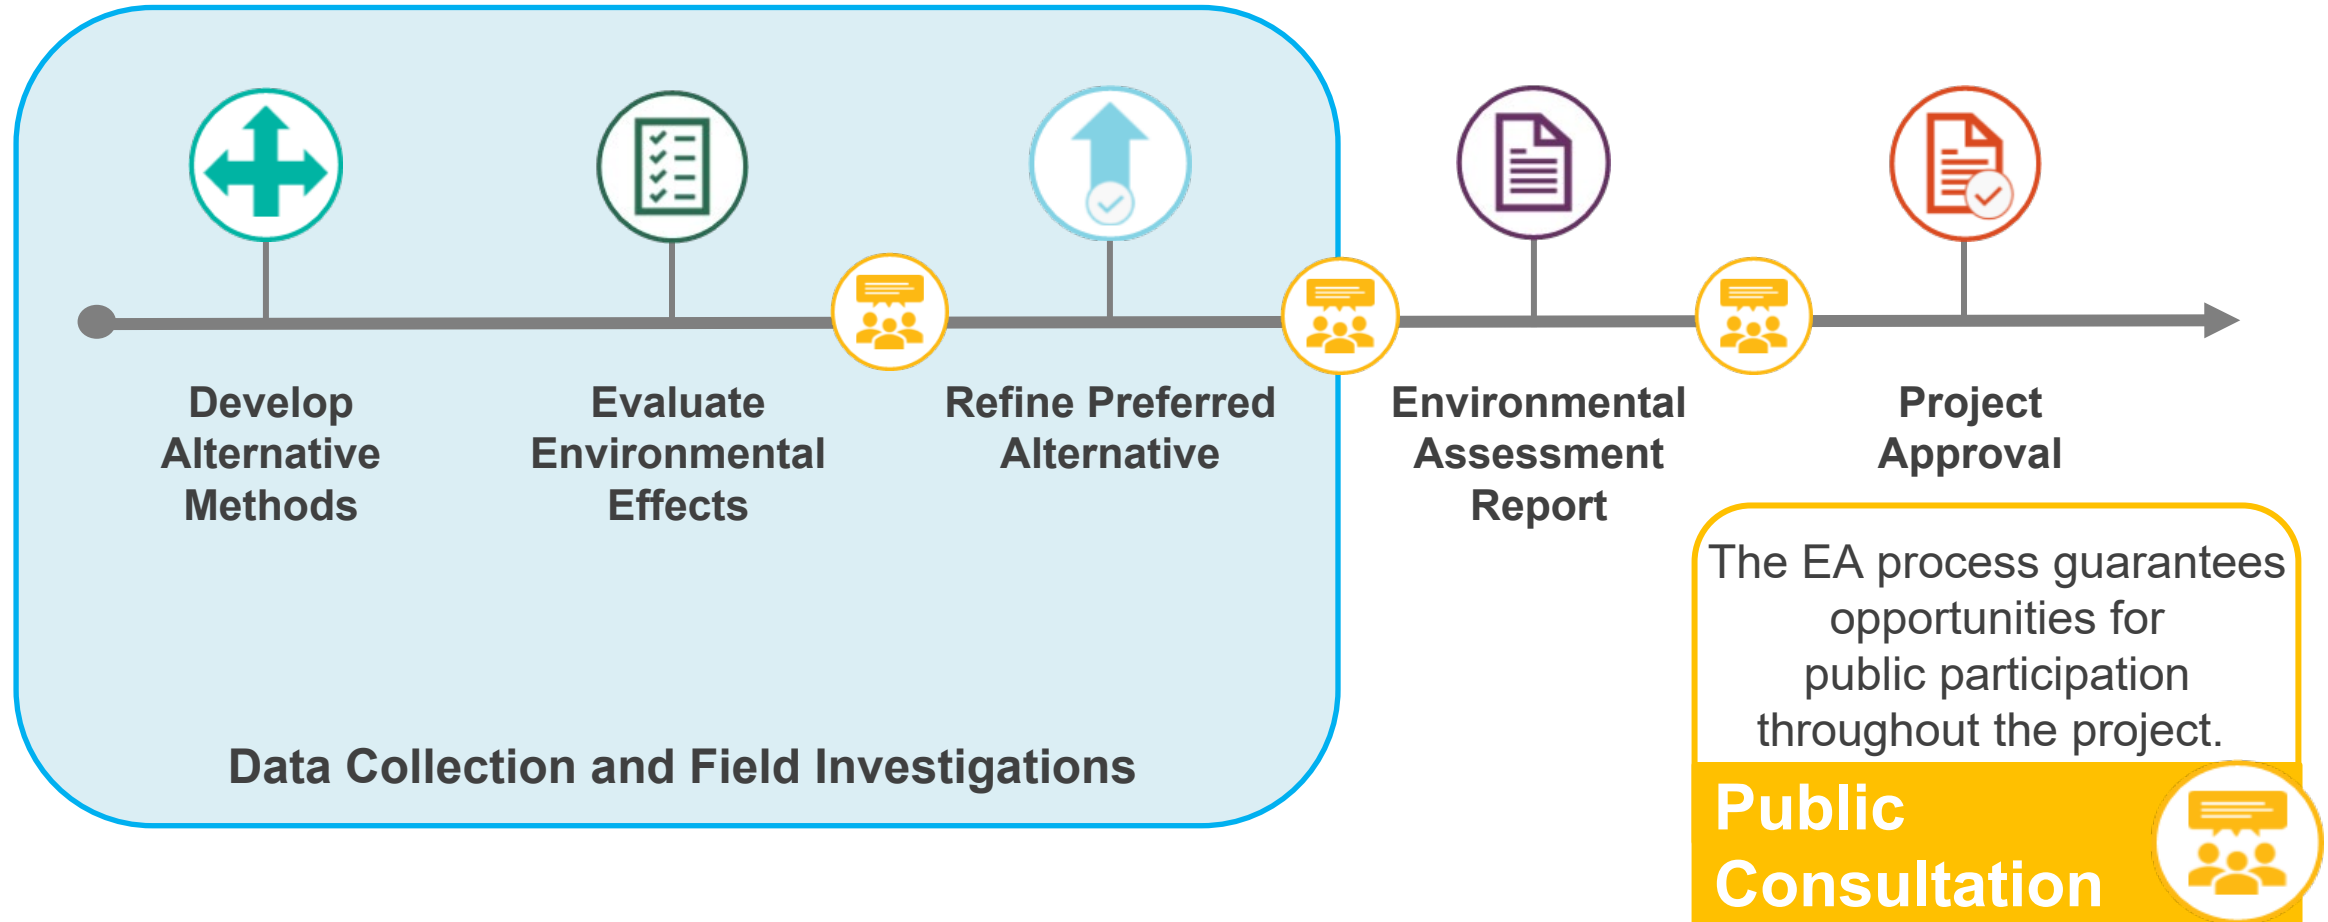 Develop
Alternative
Methods
Evaluate
Environmental
Effects
Refine Preferred
Alternative
Environmental
Assessment
Report
Project
Approval
Data Collection and Field Investigations
The EA process guarantees
opportunities for
public participation
throughout the project.
Public
Consultation